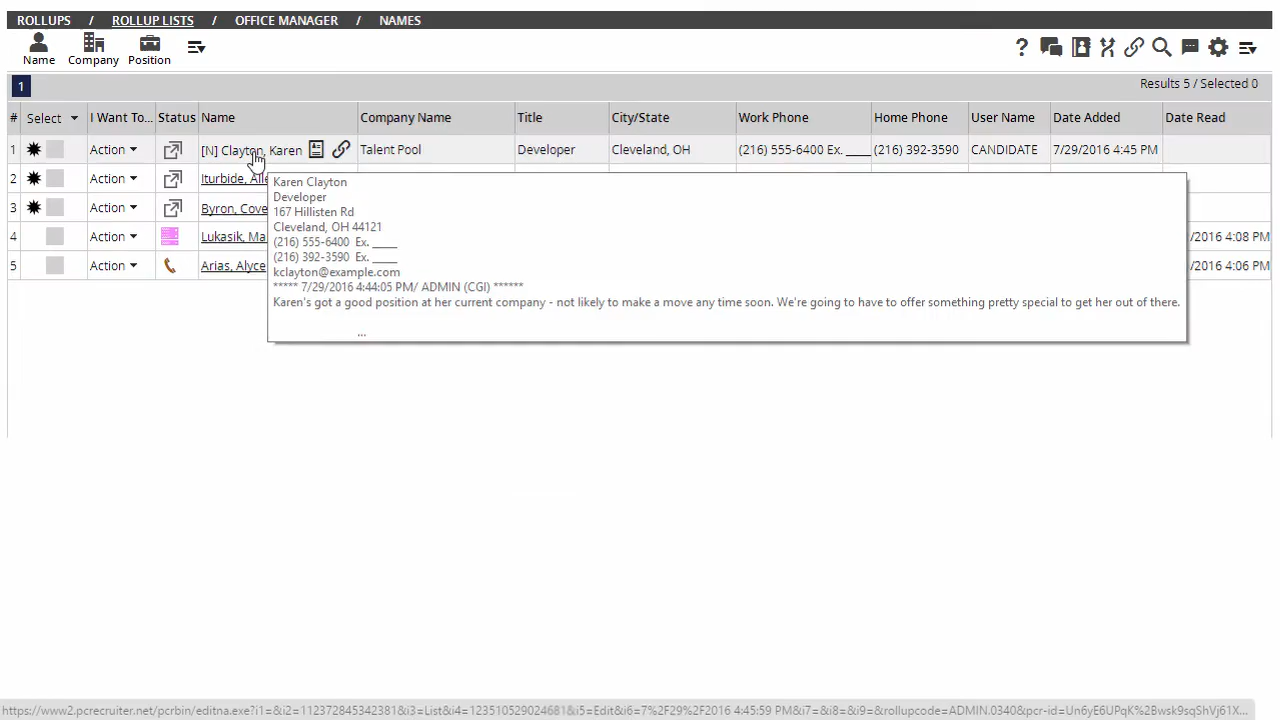 ROLLUPS / ROLLUP LISTS / OFFICE MANAGER / NAMES
Name Company Position
1
Results 5 / Selected 0
# Select I Want To... Status Name Company Name Title City/State Work Phone Home Phone User Name Date Added Date Read
1 Action [N] Clayton, Karen Talent Pool Developer Cleveland, OH (216) 555-6400 Ex. ____ (216) 392-3590 CANDIDATE 7/29/2016 4:45 PM
2 Action Iturbide, Alle
3 Action Byron, Cove
4 Action Lukasik, Ma /2016 4:08 PM
5 Action Arias, Alyce /2016 4:06 PM
Karen Clayton
Developer
167 Hillisten Rd
Cleveland, OH 44121
(216) 555-6400 Ex. ____
(216) 392-3590 Ex. ____
kclayton@example.com
***** 7/29/2016 4:44:05 PM/ ADMIN (CGI) ******
Karen's got a good position at her current company - not likely to make a move any time soon. We're going to have to offer something pretty special to get her out of there.
...
https://www2.pcrecruiter.net/pcrbin/editna.exe?i1=&i2=112372845342381&i3=List&i4=123510529024681&i5=Edit&i6=7%2F29%2F2016 4:45:59 PM&i7=&i8=&i9=&rollupcode=ADMIN.0340&pcr-id=Un6yE6UPqK%2Bwsk9sqShVj61X...